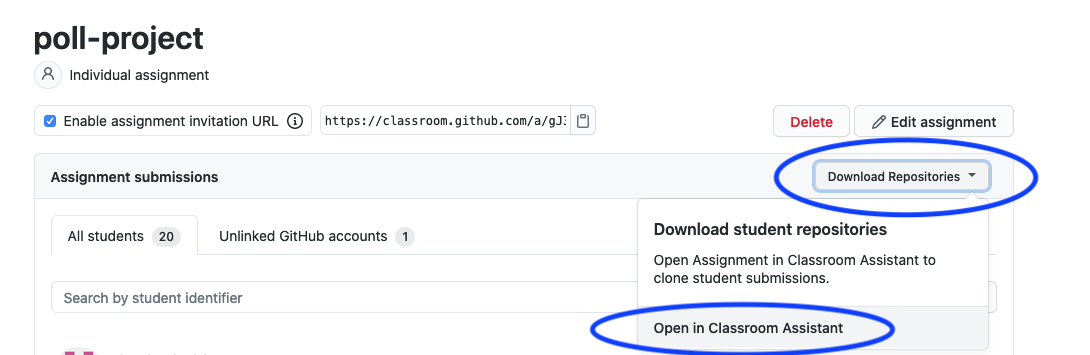 poll-project
Individual assignment
Enable assignment invitation URL
https://classroom.github.com/a/gJ
Delete
Edit assignment
Assignment submissions
Download Repositories
All students 20
Unlinked GitHub accounts 1
Download student repositories
Open Assignment in Classroom Assistant to
clone student submissions.
Search by student identifier
Open in Classroom Assistant